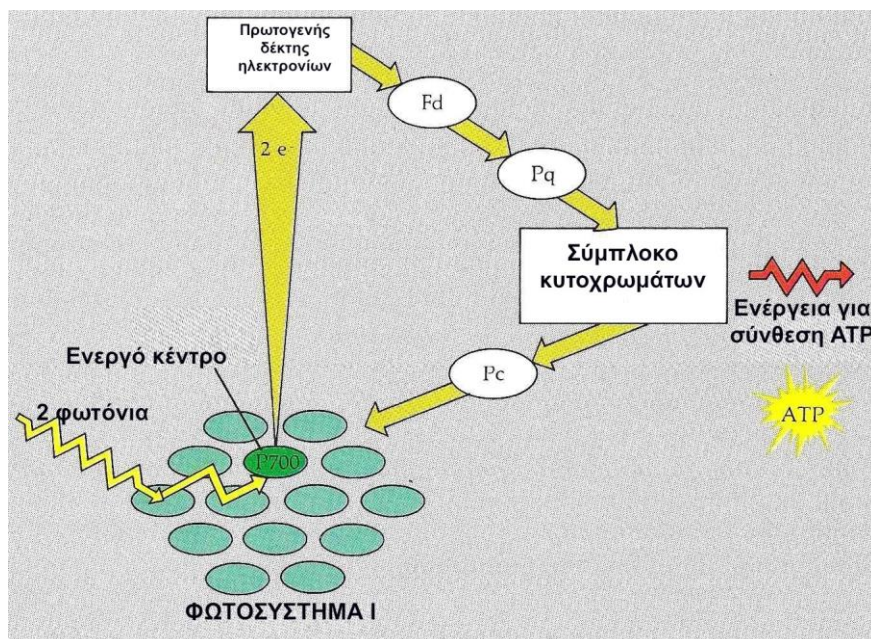 Πρωτογενής
δέκτης
ηλεκτρονίων
Fd
2 e-
Pq
Σύμπλοκο
κυτοχρωμάτων
Ενέργεια για
σύνθεση ATP
Ενεργό κέντρο
Pc
2 φωτόνια
ATP
P700
ΦΩΤΟΣΥΣΤΗΜΑ Ι